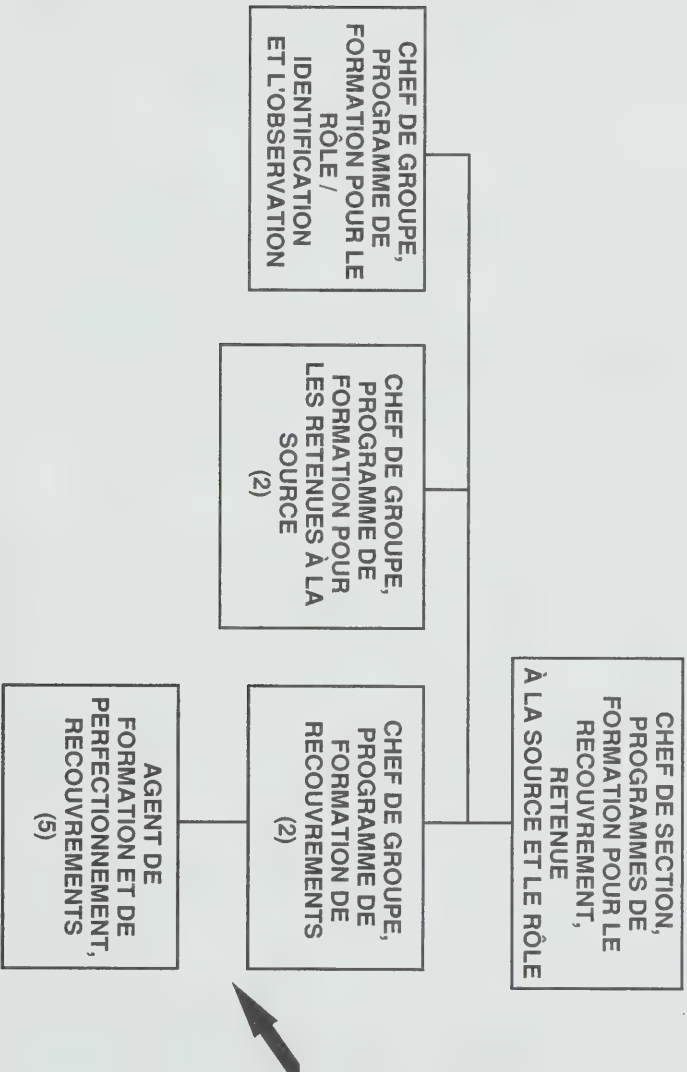 CHEF DE SECTION,
PROGRAMMES DE
FORMATION POUR LE
RECOUVREMENT,
RETENUE
À LA SOURCE ET LE RÔLE
CHEF DE GROUPE,
PROGRAMME DE
FORMATION POUR LE
RÔLE /
IDENTIFICATION
ET L'OBSERVATION
CHEF DE GROUPE,
PROGRAMME DE
FORMATION POUR
LES RETENUES À LA
SOURCE
(2)
CHEF DE GROUPE,
PROGRAMME DE
FORMATION DE
RECOUVREMENTS
(2)
AGENT DE
FORMATION ET DE
PERFECTIONNEMENT,
RECOUVREMENTS
(5)